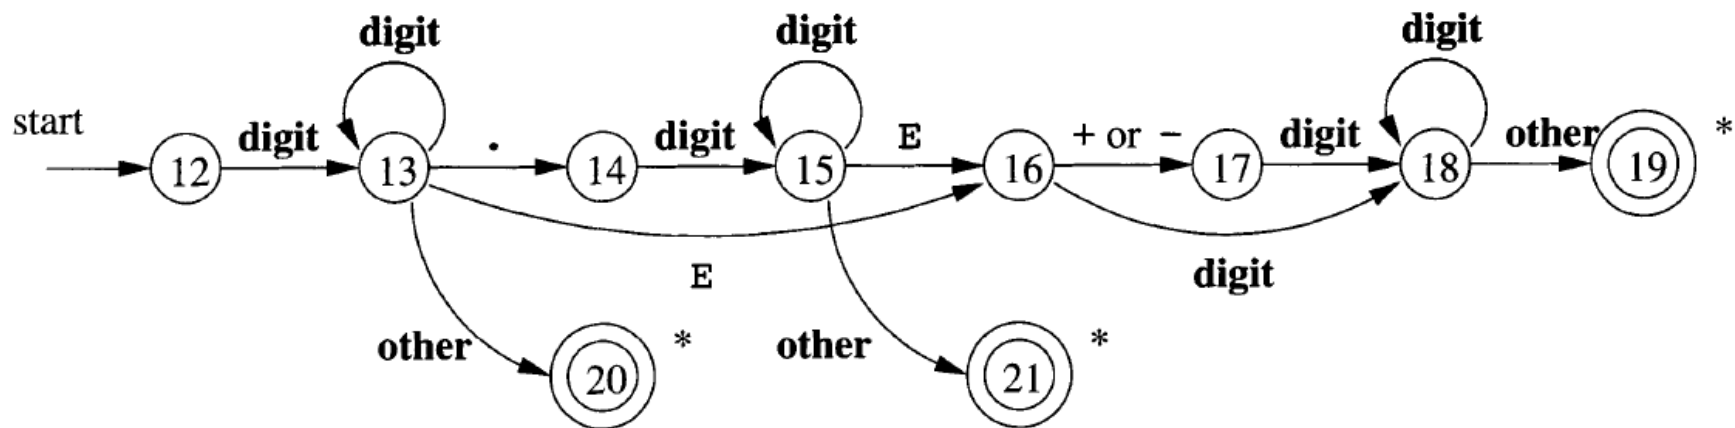 digit digit digit
start digit . digit E + or - digit other *
12 13 14 15 16 17 18 19
E digit
other * other *
20 21